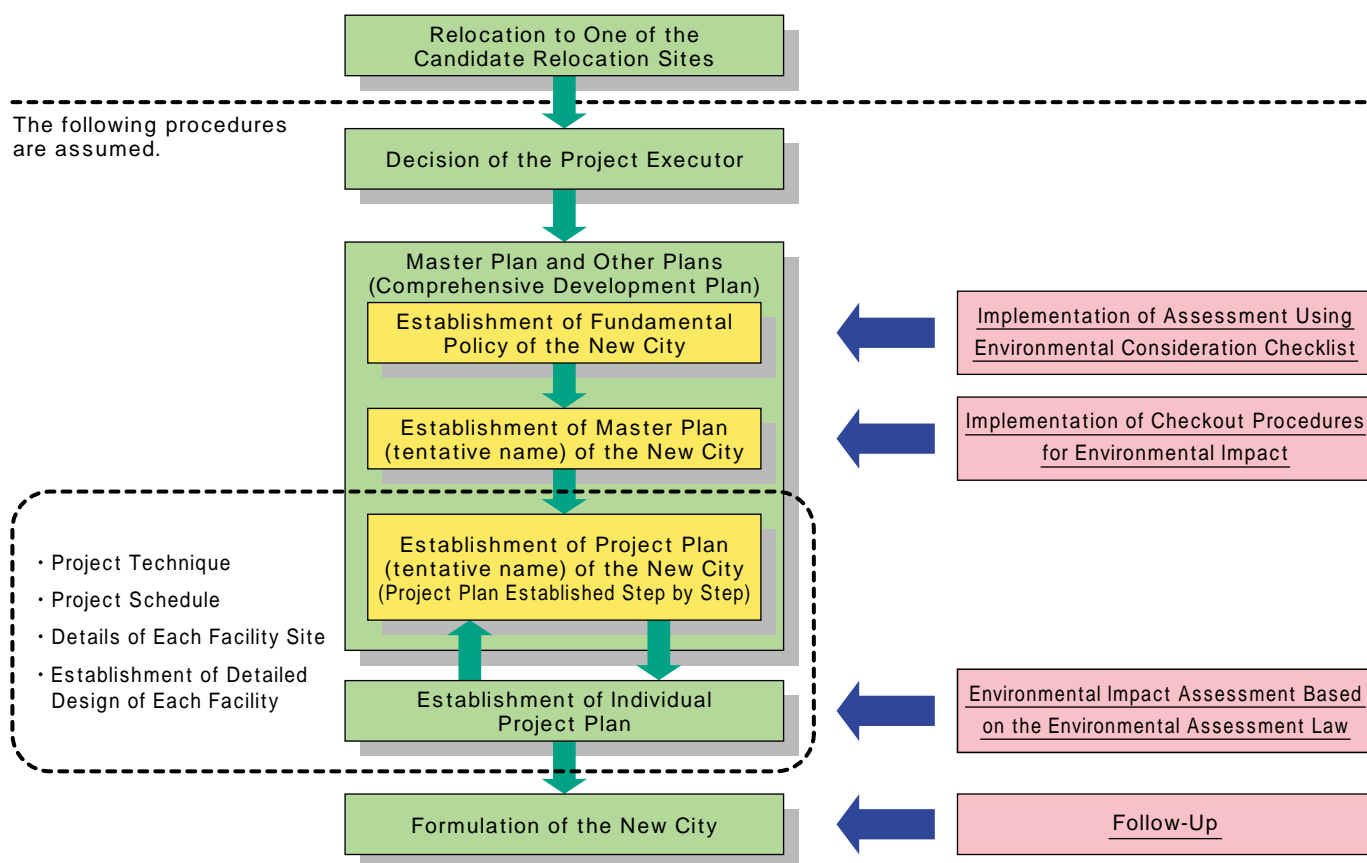 Relocation to One of the
Candidate Relocation Sites
The following procedures
are assumed.
Decision of the Project Executor
Master Plan and Other Plans
(Comprehensive Development Plan)
Establishment of Fundamental
Policy of the New City
Implementation of Assessment Using
Environmental Consideration Checklist
Establishment of Master Plan
(tentative name) of the New City
Implementation of Checkout Procedures
for Environmental Impact
Establishment of Project Plan
(tentative name) of the New City
(Project Plan Established Step by Step)
・Project Technique
・Project Schedule
・Details of Each Facility Site
・Establishment of Detailed
Design of Each Facility
Establishment of Individual
Project Plan
Environmental Impact Assessment Based
on the Environmental Assessment Law
Formulation of the New City
Follow-Up